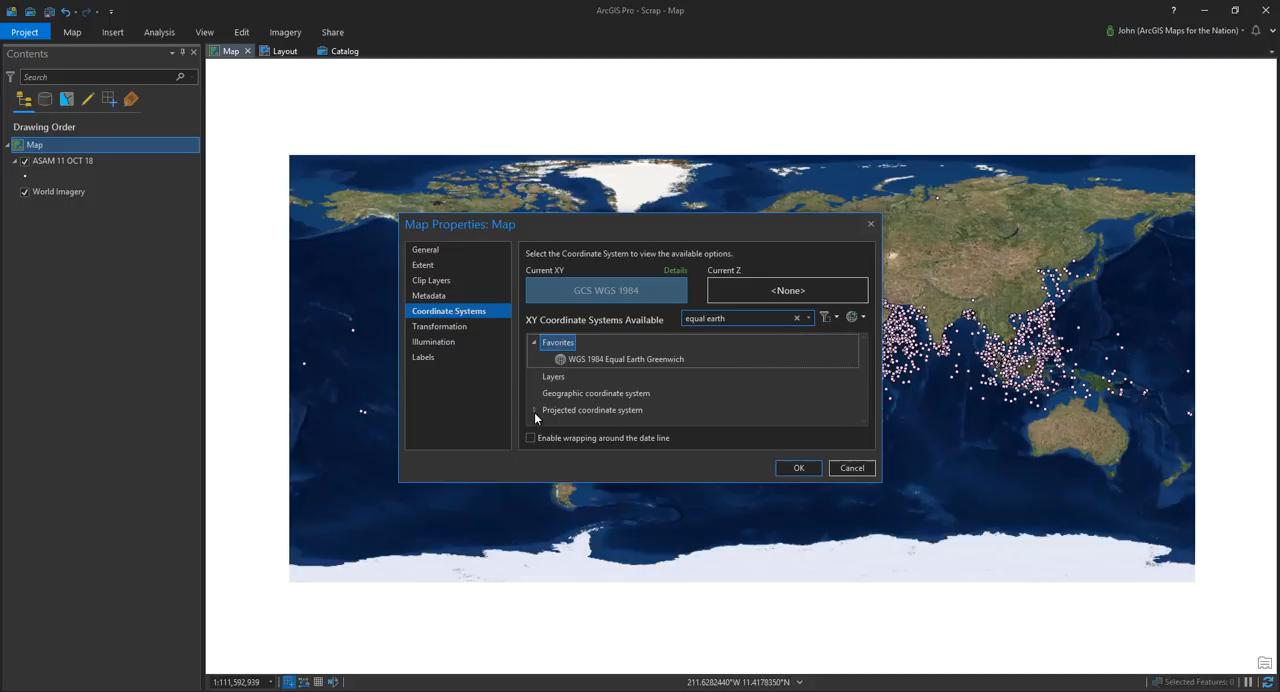 ArcGIS Pro - Scrap - Map
?
Project Map Insert Analysis View Edit Imagery Share
John (ArcGIS Maps for the Nation)
Contents
Map Layout Catalog
Search
Drawing Order
Map
ASAM 11 OCT 18
World Imagery
Map Properties: Map
General
Extent
Clip Layers
Metadata
Coordinate Systems
Transformation
Illumination
Labels
Select the Coordinate System to view the available options.
Current XY Details Current Z
GCS WGS 1984 <None>
XY Coordinate Systems Available equal earth
Favorites
WGS 1984 Equal Earth Greenwich
Layers
Geographic coordinate system
Projected coordinate system
Enable wrapping around the date line
OK Cancel
1:111,592,939 211.6282440°W 11.4178350°N Selected Features: 0